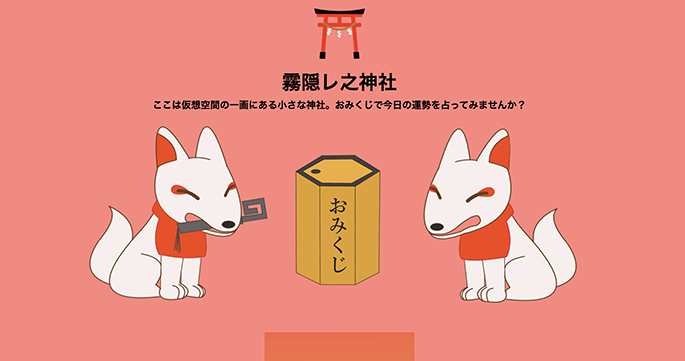 霧隠レ之神社
ここは仮想空間の一画にある小さな神社。おみくじで今日の運勢を占ってみませんか？
おみくじ